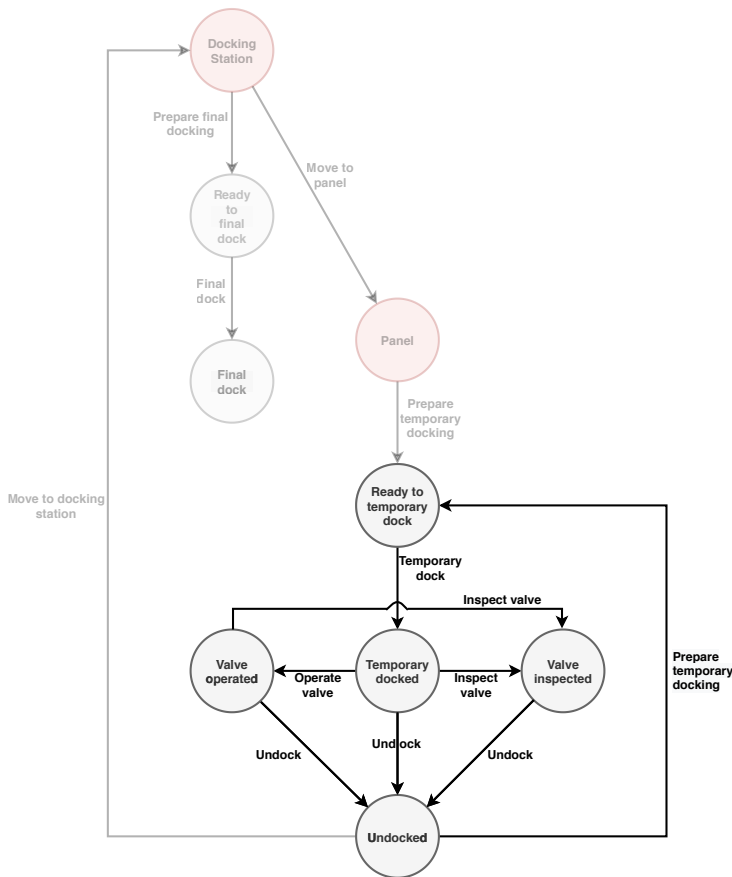 Docking
Station
Prepare final
docking
Move to
panel
Ready
to
final
dock
Final
dock
Panel
Final
dock
Prepare
temporary
docking
Move to docking
station
Ready to
temporary
dock
Temporary
dock
Inspect valve
Valve
operated
Operate
valve
Temporary
docked
Inspect
valve
Valve
inspected
Prepare
temporary
docking
Undock
Undock
Undock
Undocked